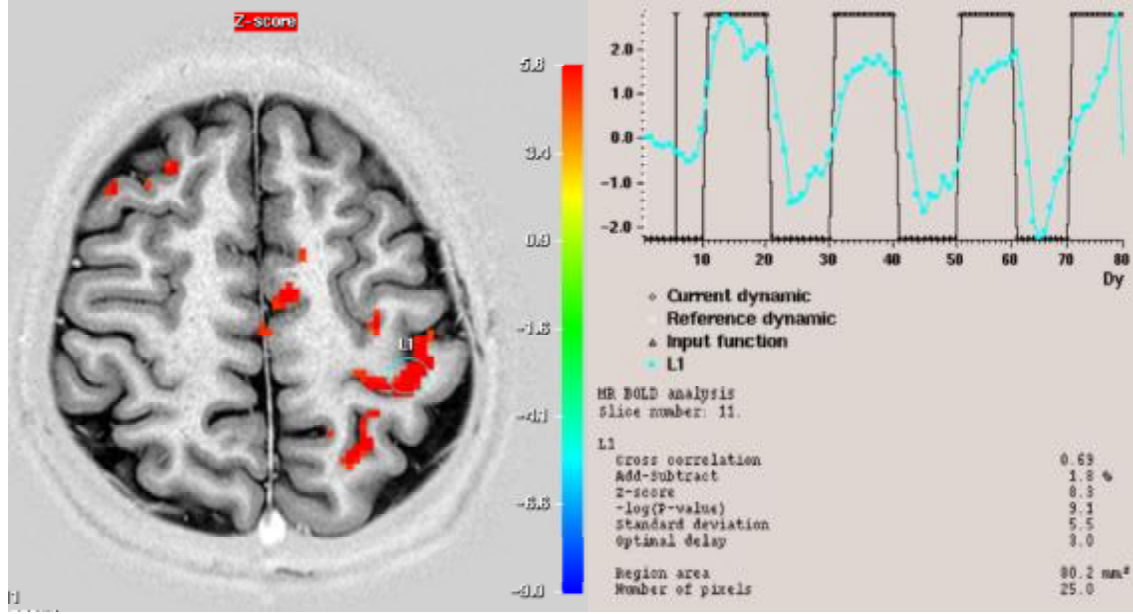 Z-score
5.8
3.4
0.9
-1.6
-4.1
-6.6
-9.0
L1
2.0
1.0
0.0
-1.0
-2.0
10 20 30 40 50 60 70 80
Dy
Current dynamic
Reference dynamic
Input function
L1
MR BOLD analysis
Slice number: 11.
L1
Cross correlation 0.69
Add-Subtract 1.8 %
Z-score 8.3
-log(P-value) 9.1
Standard deviation 5.5
Optimal delay 3.0
Region area 80.2 mm²
Number of pixels 25.0